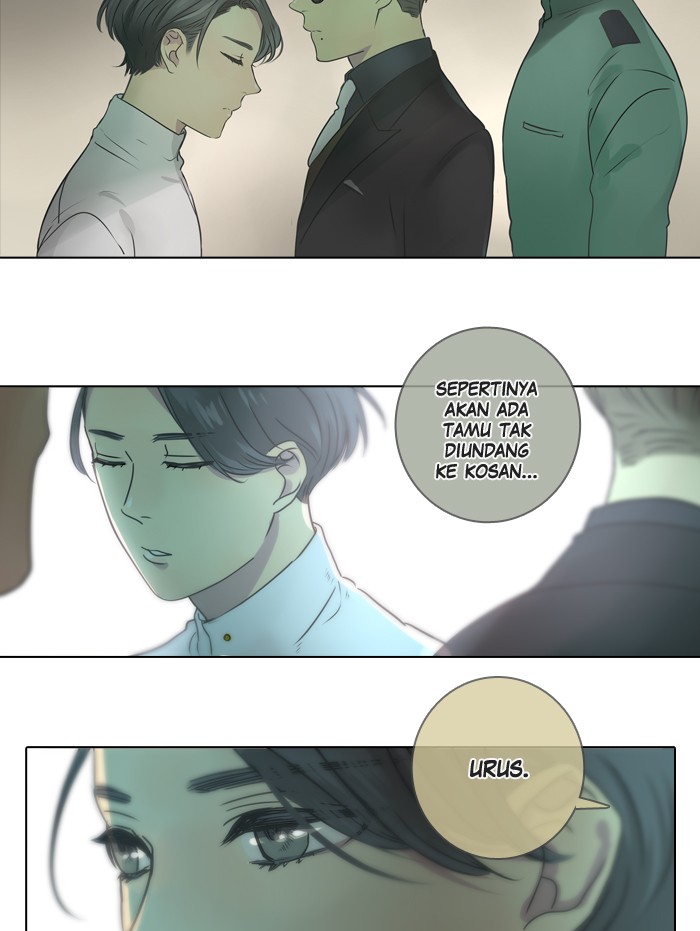 SEPERTINYA
AKAN ADA
TAMU TAK
DIUNDANG
KE KOSAN...
URUS.